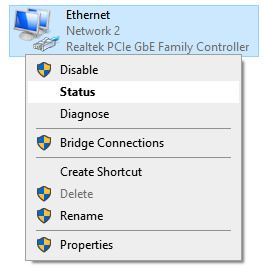 Ethernet
Network 2
Realtek PCIe GbE Family Controller
Disable
Status
Diagnose
Bridge Connections
Create Shortcut
Delete
Rename
Properties